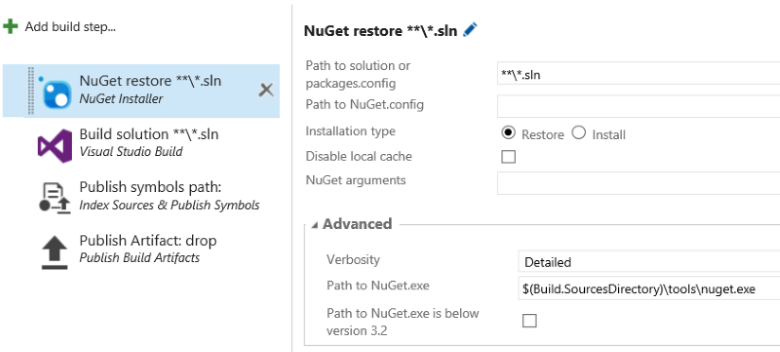 Add build step...
NuGet restore **\*.sln
NuGet Installer
Build solution **\*.sln
Visual Studio Build
Publish symbols path:
Index Sources & Publish Symbols
Publish Artifact: drop
Publish Build Artifacts
NuGet restore **\*.sln
Path to solution or
packages.config
**\*.sln
Path to NuGet.config
Installation type
Restore Install
Disable local cache
NuGet arguments
Advanced
Verbosity
Detailed
Path to NuGet.exe
$(Build.SourcesDirectory)\tools\nuget.exe
Path to NuGet.exe is below
version 3.2